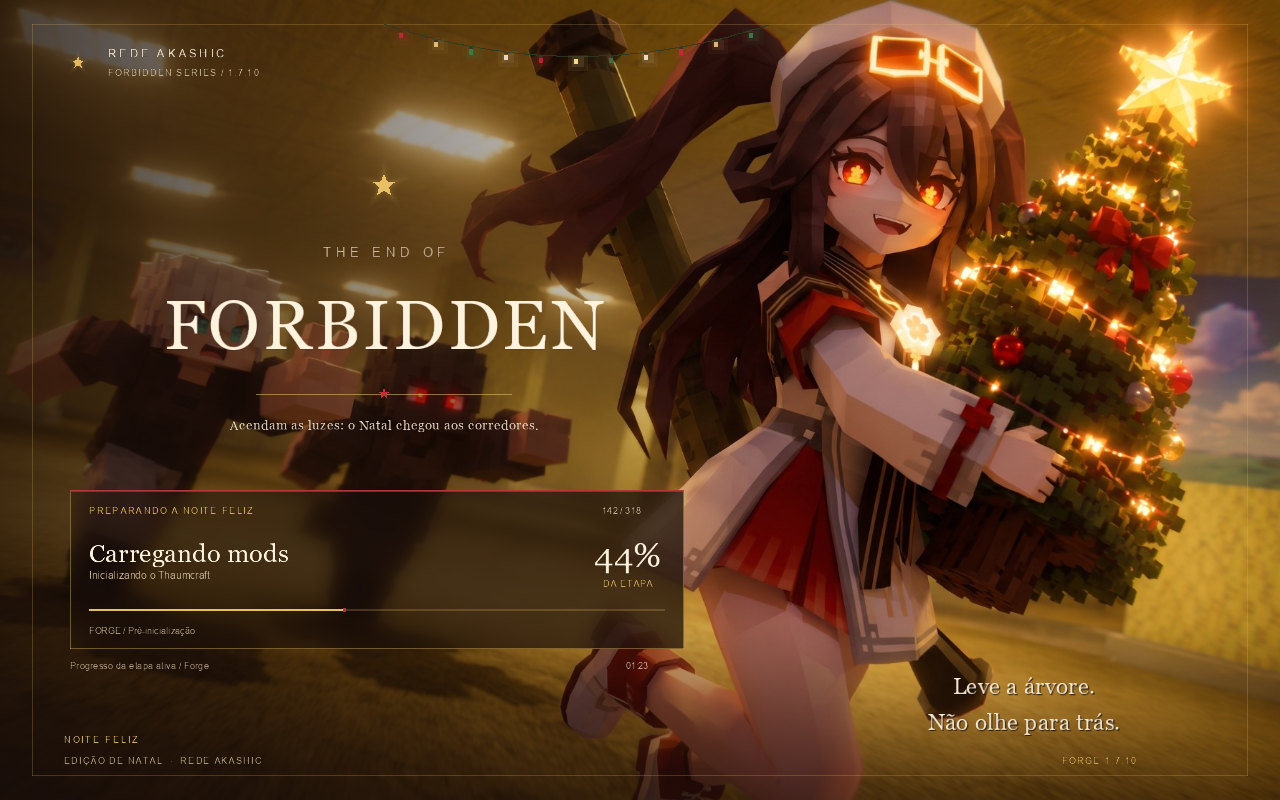 REDE AKASHIC
FORBIDDEN SERIES / 1.7.10
THE END OF
FORBIDDEN
Acendam as luzes: o Natal chegou aos corredores.
PREPARANDO A NOITE FELIZ
142/318
Carregando mods
44%
Inicializando o Thaumcraft
DA ETAPA
FORGE / Pré-inicialização
Progresso da etapa ativa / Forge
01:23
Leve a árvore.
Não olhe para trás.
NOITE FELIZ
EDIÇÃO DE NATAL · REDE AKASHIC
FORGE 1.7.10